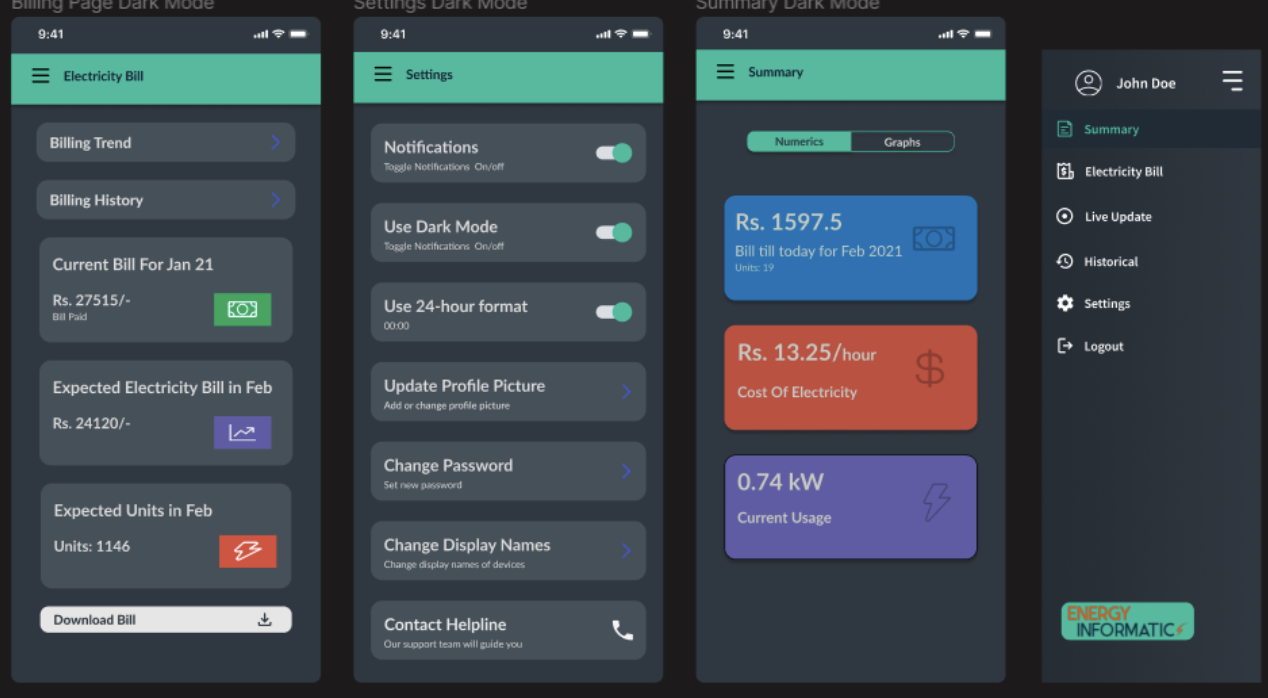 Billing Page Dark Mode
9:41
Electricity Bill
Billing Trend
Billing History
Current Bill For Jan 21
Rs. 27515/-
Bill Paid
Expected Electricity Bill in Feb
Rs. 24120/-
Expected Units in Feb
Units: 1146
Download Bill
Settings Dark Mode
9:41
Settings
Notifications
Toggle Notifications On/off
Use Dark Mode
Toggle Notifications On/off
Use 24-hour format
00:00
Update Profile Picture
Add or change profile picture
Change Password
Set new password
Change Display Names
Change display names of devices
Contact Helpline
Our support team will guide you
Summary Dark Mode
9:41
Summary
Numerics Graphs
Rs. 1597.5
Bill till today for Feb 2021
Units: 19
Rs. 13.25/hour
Cost Of Electricity
0.74 kW
Current Usage
John Doe
Summary
Electricity Bill
Live Update
Historical
Settings
Logout
ENERGY
INFORMATIC